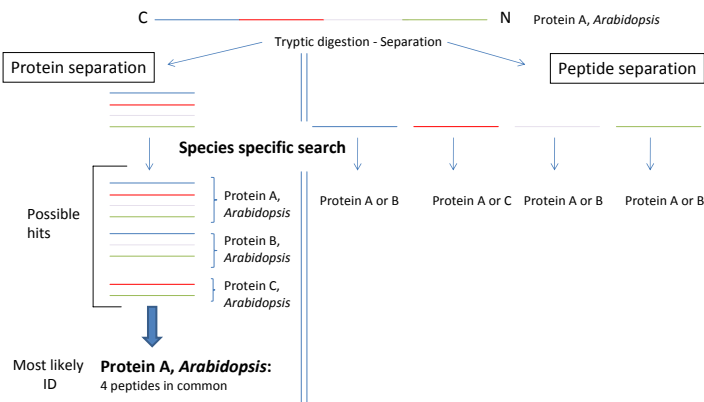 C N Protein A, Arabidopsis
Tryptic digestion - Separation
Protein separation
Peptide separation
Species specific search
Possible
hits
Protein A,
Arabidopsis
Protein B,
Arabidopsis
Protein C,
Arabidopsis
Protein A or B
Protein A or C
Protein A or B
Protein A or B
Most likely
ID
Protein A, Arabidopsis:
4 peptides in common